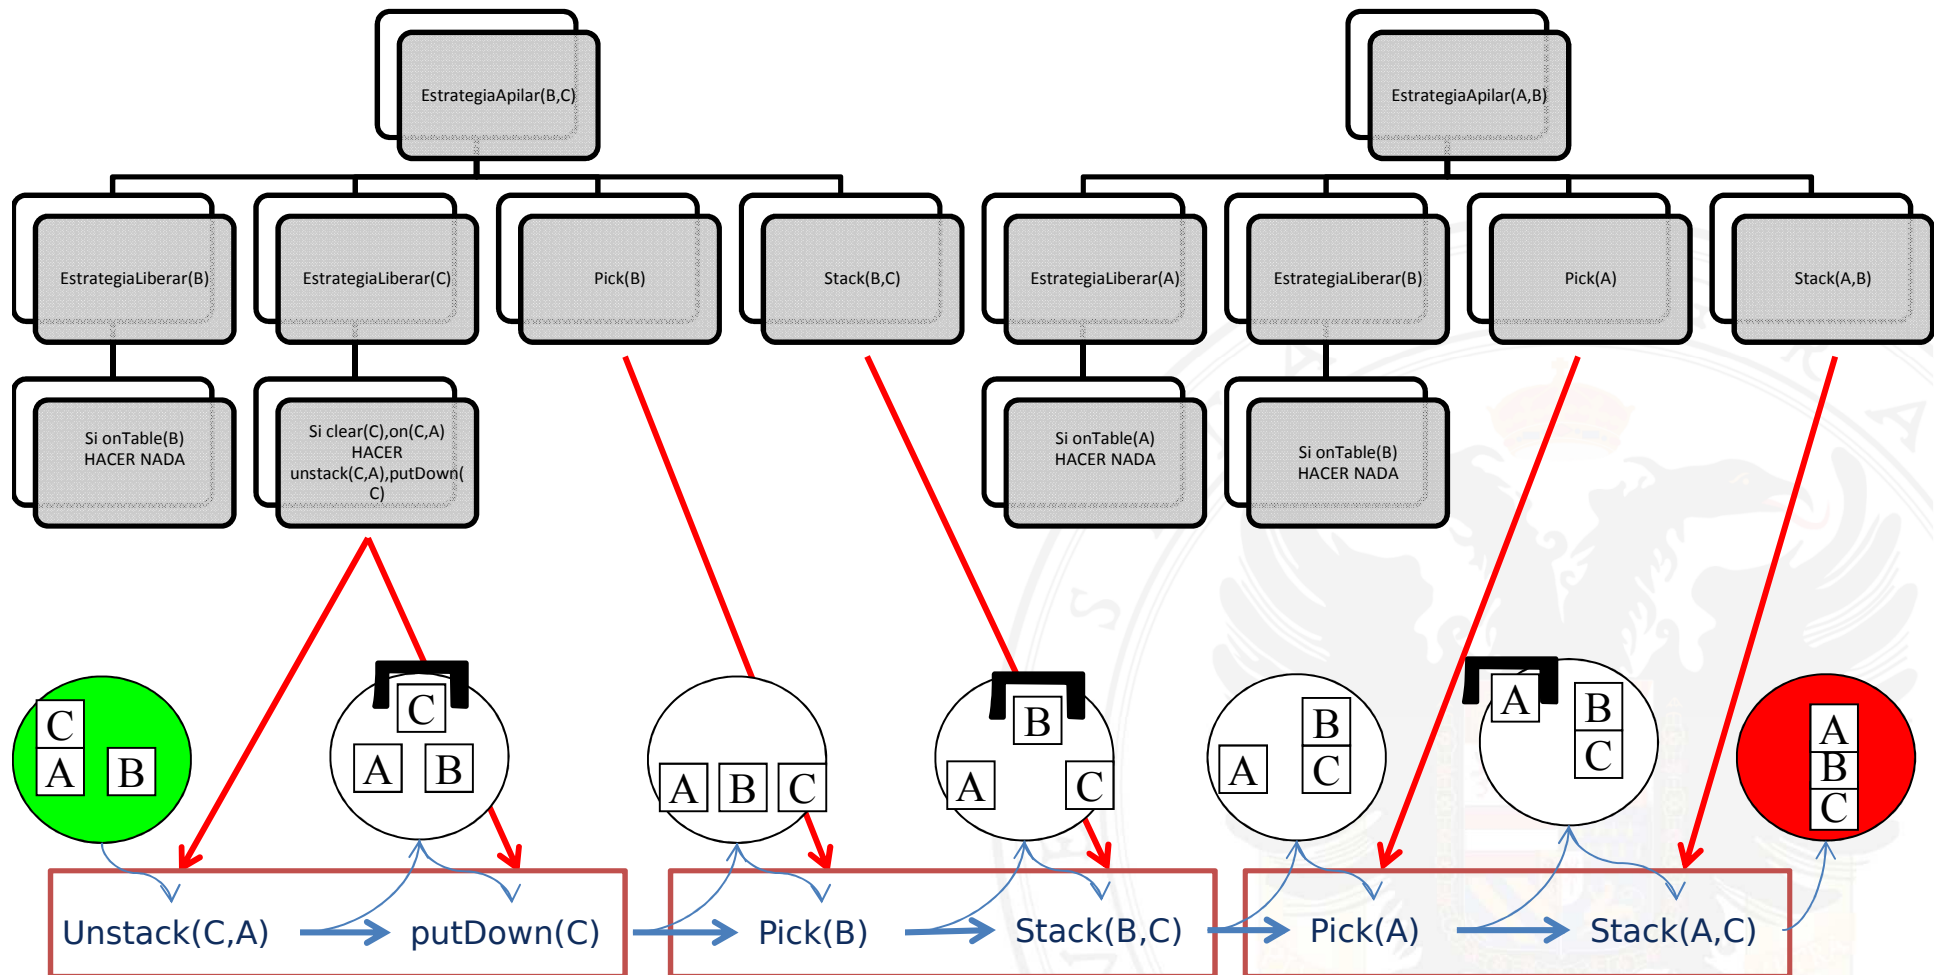 EstrategiaApilar(B,C)
EstrategiaApilar(A,B)
EstrategiaLiberar(B)
EstrategiaLiberar(C)
Pick(B)
Stack(B,C)
EstrategiaLiberar(A)
EstrategiaLiberar(B)
Pick(A)
Stack(A,B)
Si onTable(B)
HACER NADA
Si clear(C),on(C,A)
HACER
unstack(C,A),putDown(
C)
Si onTable(A)
HACER NADA
Si onTable(B)
HACER NADA
C
A B
C
A B
A B C
B
A C
B
A C
A B
C
A
B
C
Unstack(C,A)
putDown(C)
Pick(B)
Stack(B,C)
Pick(A)
Stack(A,C)